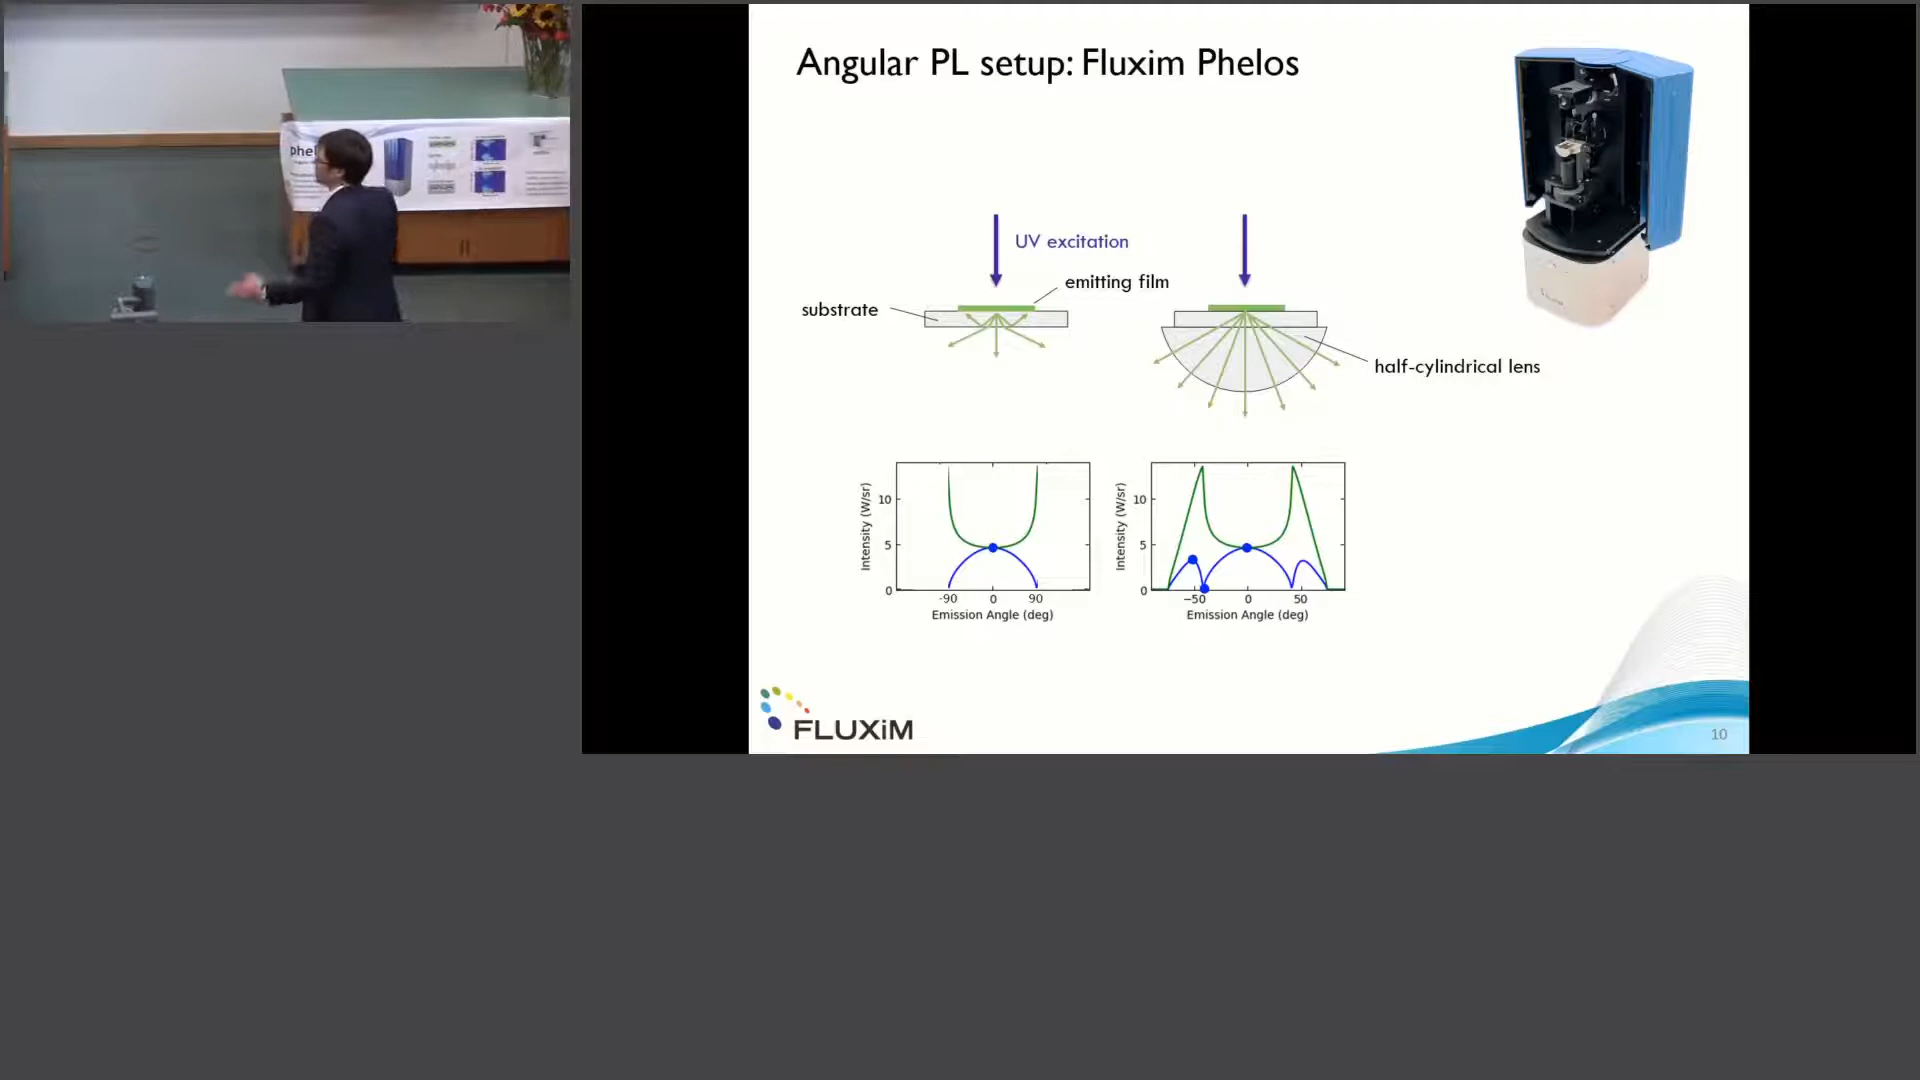 phel
Angular PL setup: Fluxim Phelos
UV excitation
emitting film
substrate
half-cylindrical lens
Intensity (W/sr)
10
5
0
-90
0
90
Emission Angle (deg)
Intensity (W/sr)
10
5
0
−50
0
50
Emission Angle (deg)
FLUXiM
10